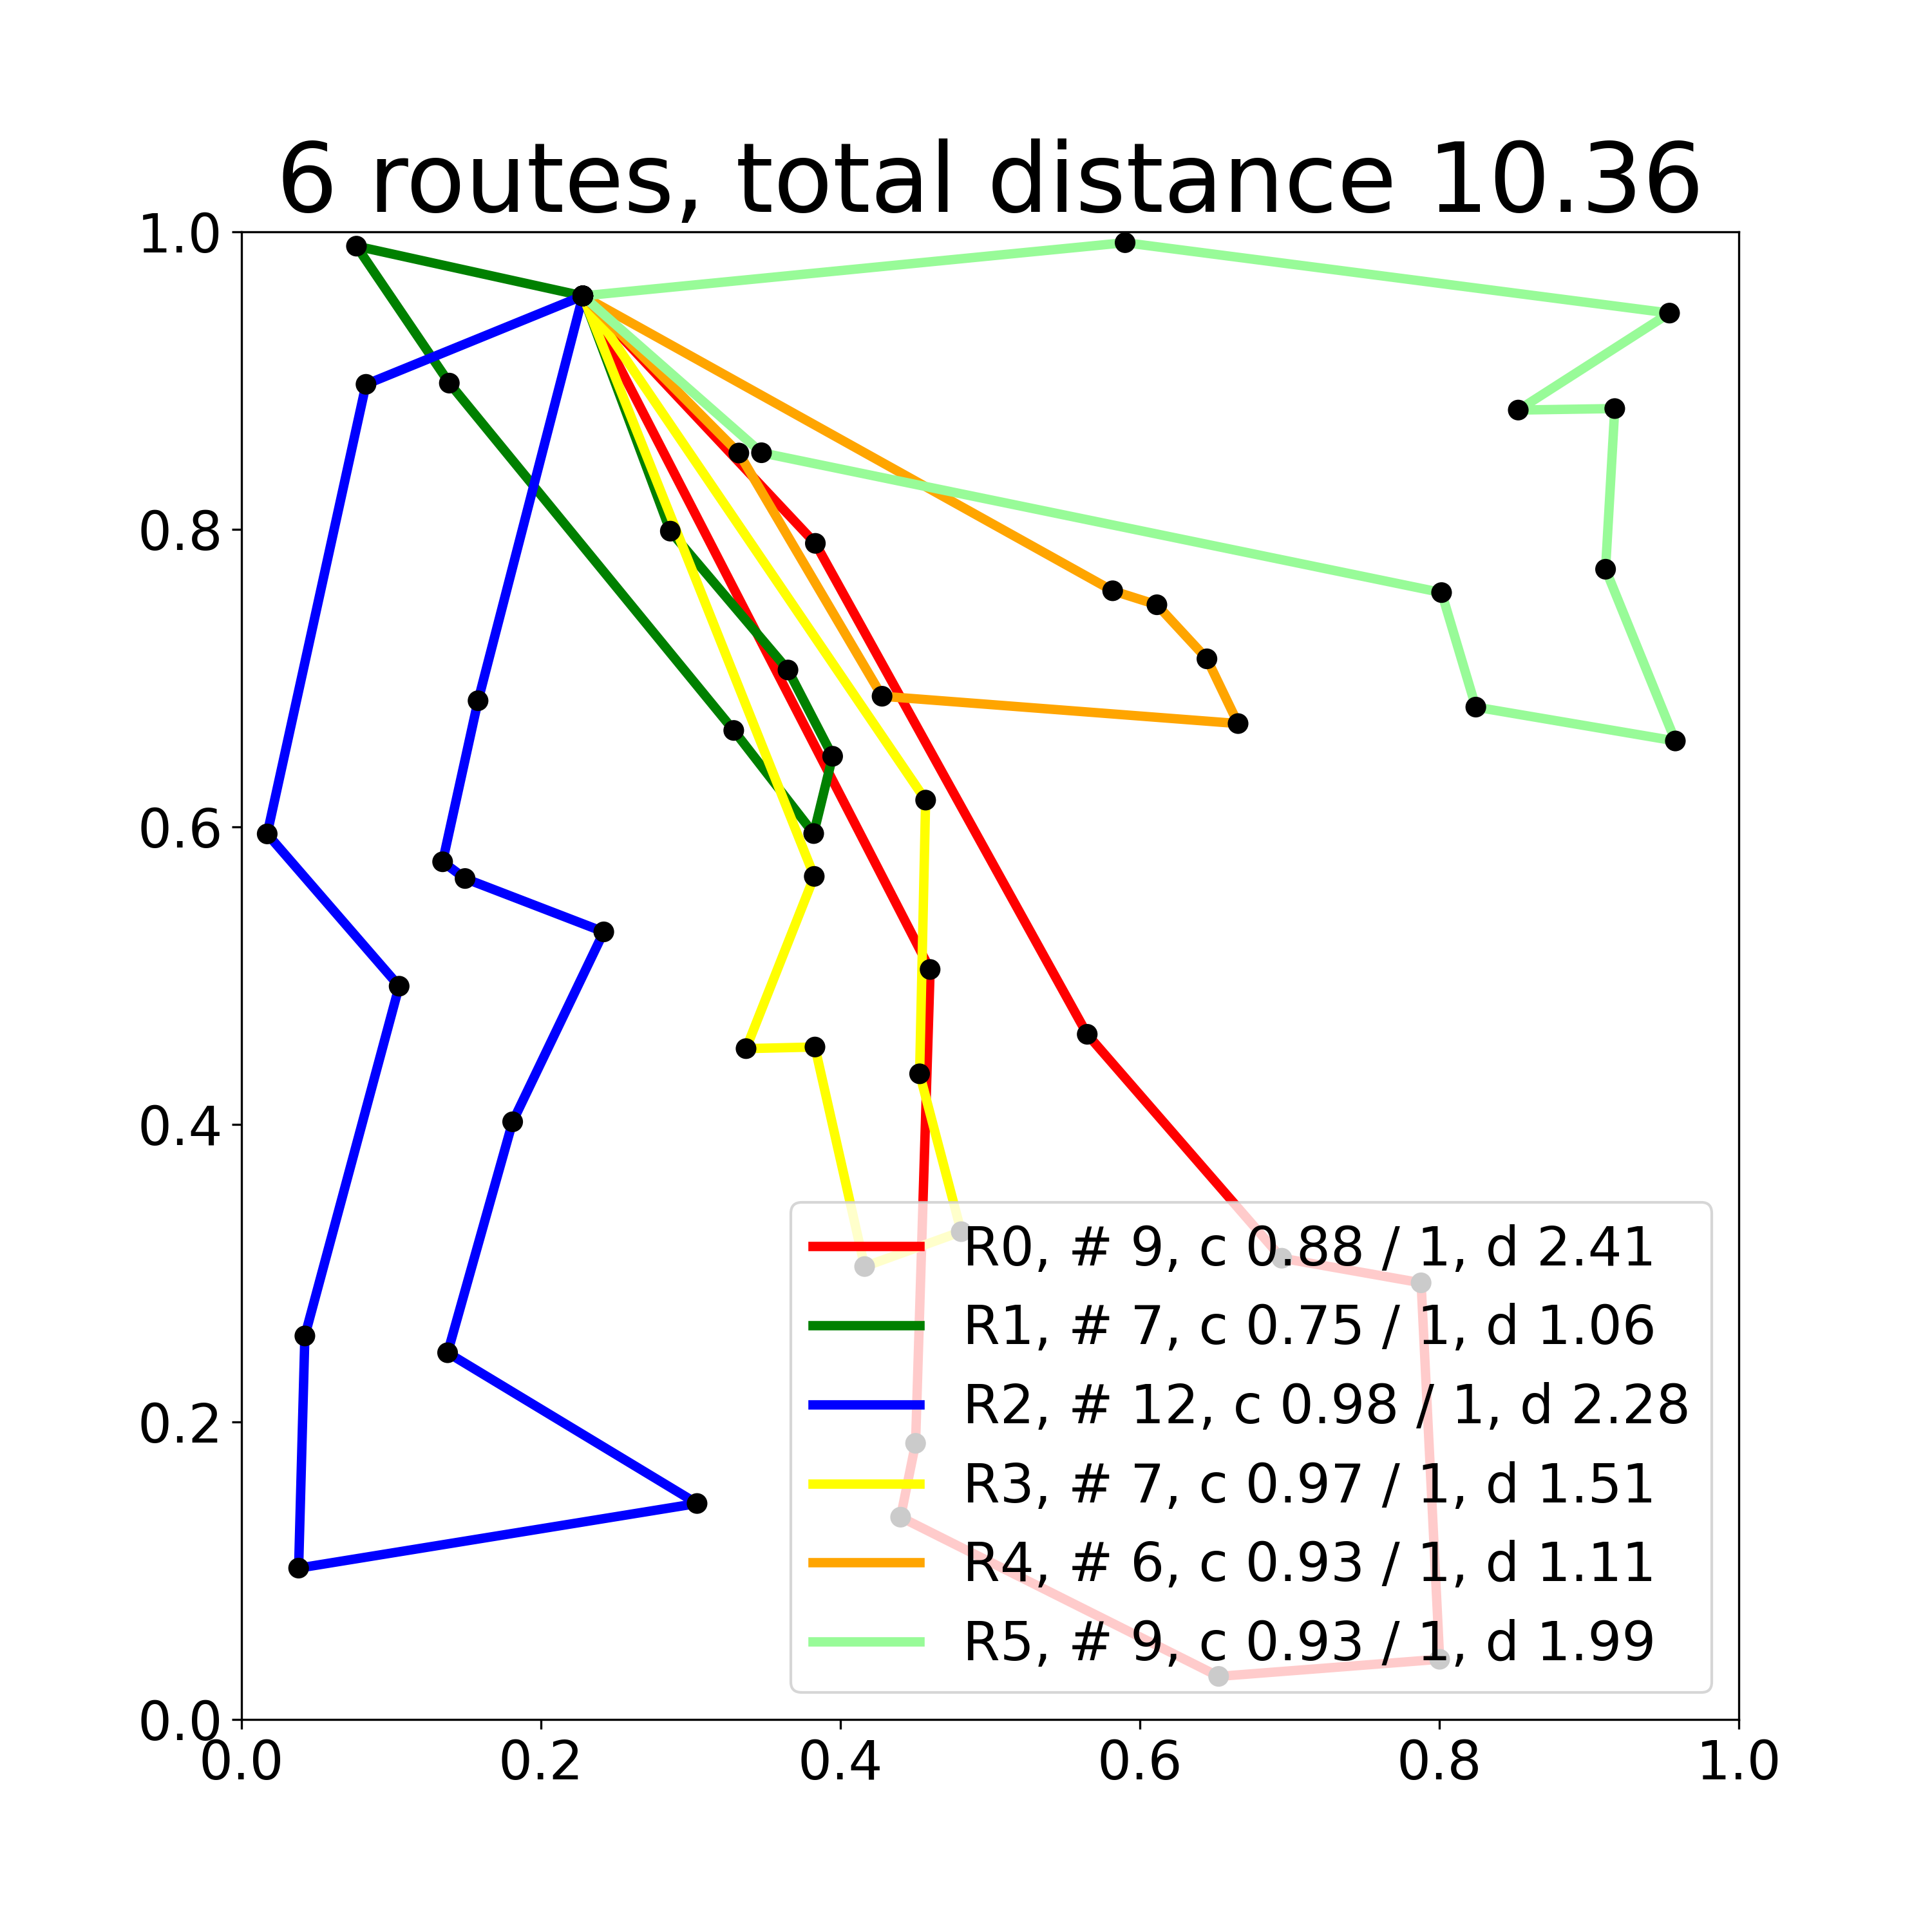 6 routes, total distance 10.36
1.0
0.8
0.6
0.4
0.2
0.0
0.0 0.2 0.4 0.6 0.8 1.0
R0, # 9, c 0.88 / 1, d 2.41
R1, # 7, c 0.75 / 1, d 1.06
R2, # 12, c 0.98 / 1, d 2.28
R3, # 7, c 0.97 / 1, d 1.51
R4, # 6, c 0.93 / 1, d 1.11
R5, # 9, c 0.93 / 1, d 1.99